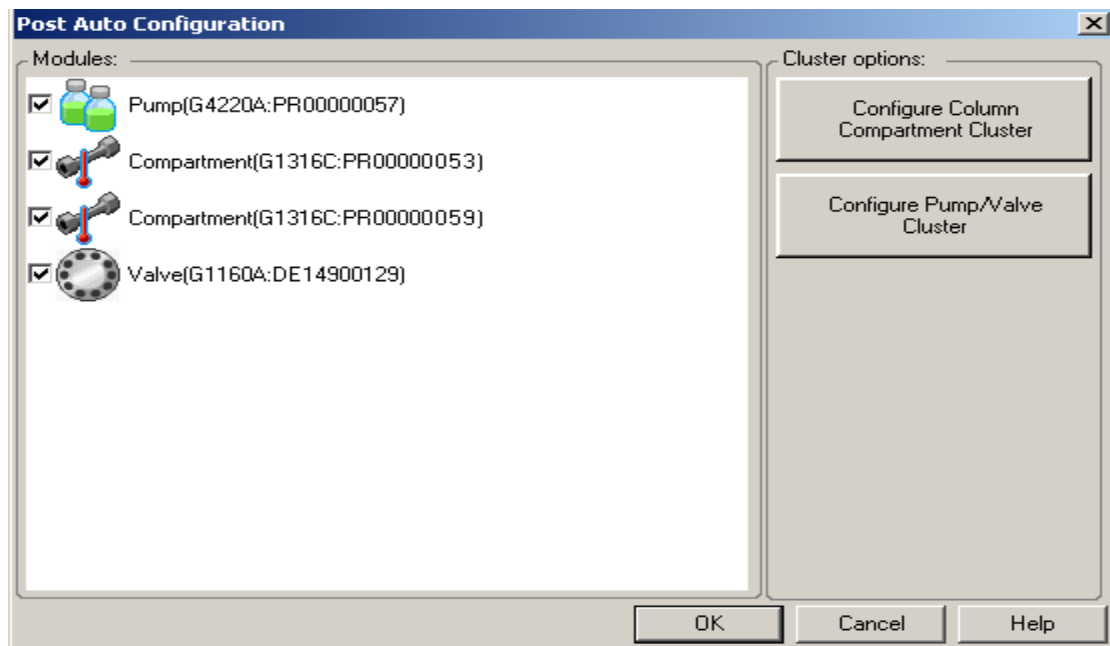 Post Auto Configuration
Modules:
Pump(G4220A:PR00000057)
Compartment(G1316C:PR00000053)
Compartment(G1316C:PR00000059)
Valve(G1160A:DE14900129)
Cluster options:
Configure Column
Compartment Cluster
Configure Pump/Valve
Cluster
OK
Cancel
Help